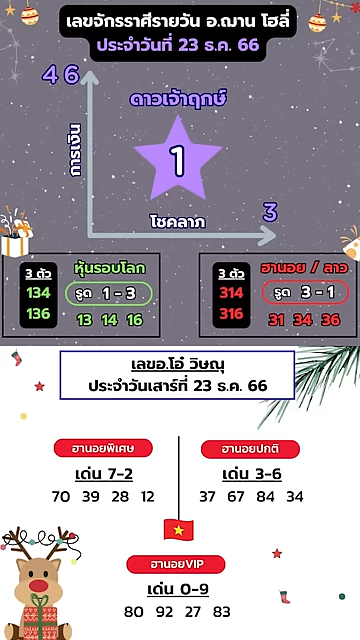 เลขจักรราศีรายวัน อ.ฌาน โฮลี่
ประจำวันที่ 23 ธ.ค. 66
4 6
ดาวเจ้าฤกษ์
การเงิน
1
โชคลาภ
3
3 ตัว
134
136
หุ้นรอบโลก
รูด 1 - 3
13 14 16
3 ตัว
314
316
ฮานอย / ลาว
รูด 3 - 1
31 34 36
เลขอ.โอ๋ วิษณุ
ประจำวันเสาร์ที่ 23 ธ.ค. 66
ฮานอยพิเศษ
เด่น 7-2
70 39 28 12
ฮานอยปกติ
เด่น 3-6
37 67 84 34
ฮานอยVIP
เด่น 0-9
80 92 27 83